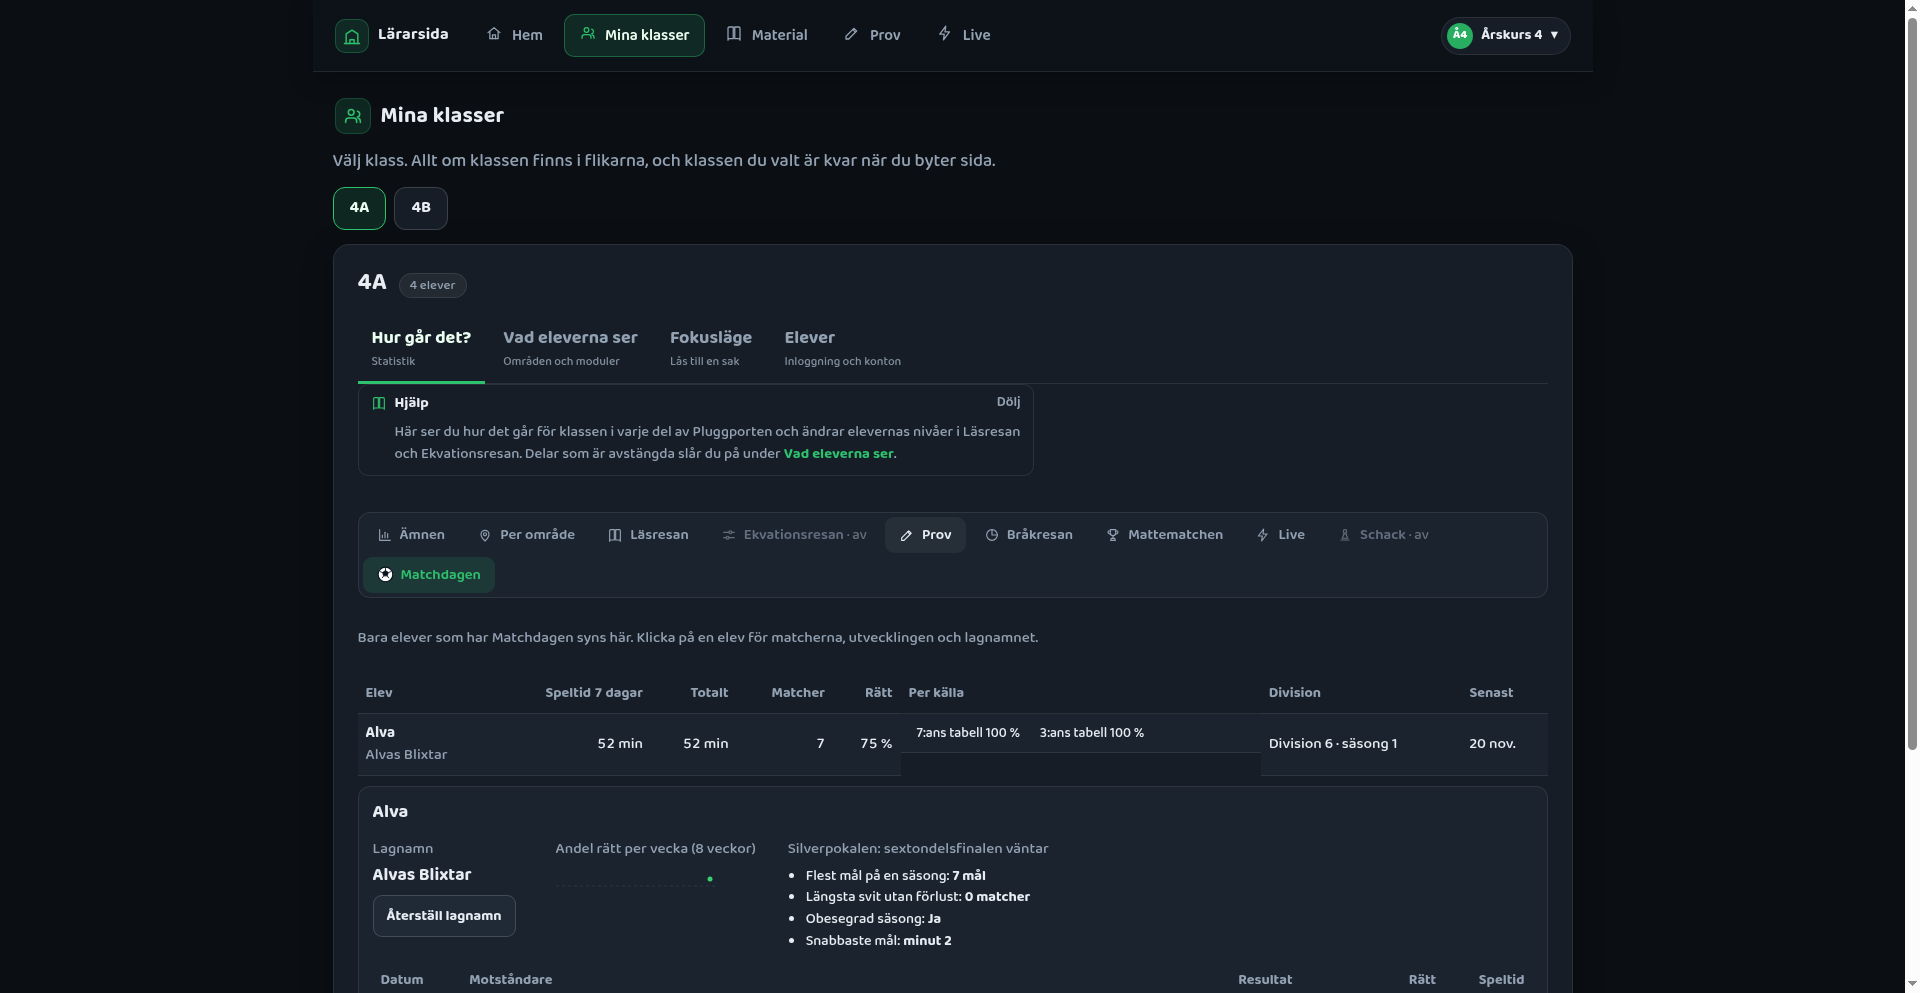 Lärarsida
Hem
Mina klasser
Material
Prov
Live
Å4 Årskurs 4 ▼
Mina klasser
Välj klass. Allt om klassen finns i flikarna, och klassen du valt är kvar när du byter sida.
4A
4B
4A 4 elever
Hur går det?
Statistik
Vad eleverna ser
Områden och moduler
Fokusläge
Lås till en sak
Elever
Inloggning och konton
Hjälp
Dölj
Här ser du hur det går för klassen i varje del av Pluggporten och ändrar elevernas nivåer i Läsresan
och Ekvationsresan. Delar som är avstängda slår du på under Vad eleverna ser.
Ämnen
Per område
Läsresan
Ekvationsresan · av
Prov
Bråkresan
Mattematchen
Live
Schack · av
Matchdagen
Bara elever som har Matchdagen syns här. Klicka på en elev för matcherna, utvecklingen och lagnamnet.
Elev Speltid 7 dagar Totalt Matcher Rätt Per källa Division Senast
Alva
Alvas Blixtar
52 min 52 min 7 75 % 7:ans tabell 100 % 3:ans tabell 100 % Division 6 · säsong 1 20 nov.
Alva
Lagnamn
Alvas Blixtar
Återställ lagnamn
Andel rätt per vecka (8 veckor)
Silverpokalen: sextondelsfinalen väntar
• Flest mål på en säsong: 7 mål
• Längsta svit utan förlust: 0 matcher
• Obesegrad säsong: Ja
• Snabbaste mål: minut 2
Datum Motståndare Resultat Rätt Speltid